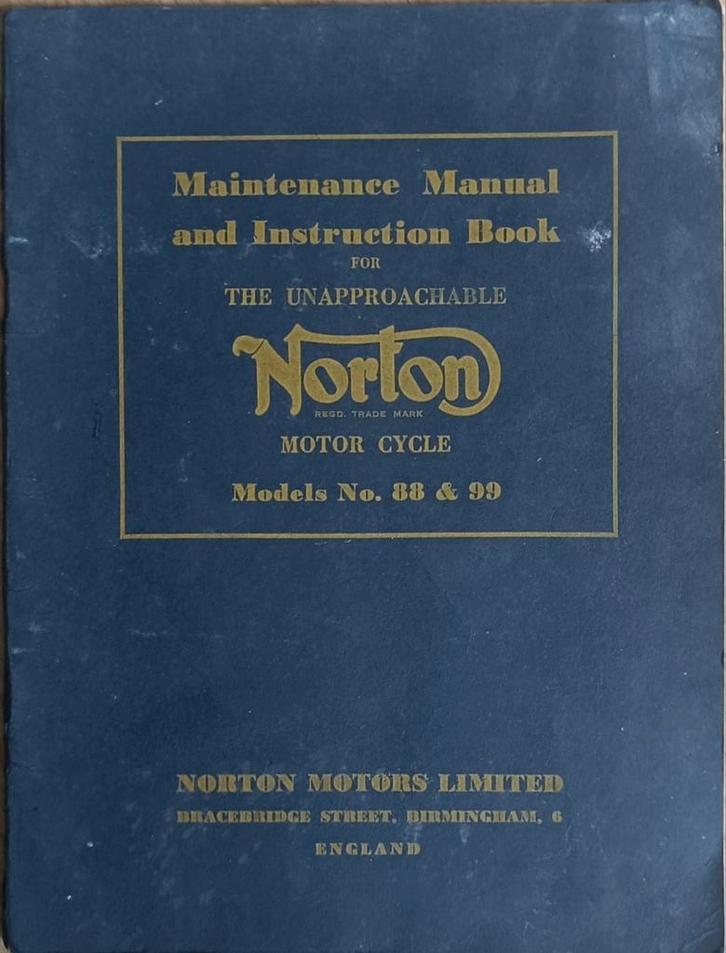 Maintenance Manual
and Instruction Book
FOR
THE UNAPPROACHABLE
Norton
REGD. TRADE MARK
MOTOR CYCLE
Models No. 88 & 99
NORTON MOTORS LIMITED
BRACEBRIDGE STREET, BIRMINGHAM, 6
ENGLAND